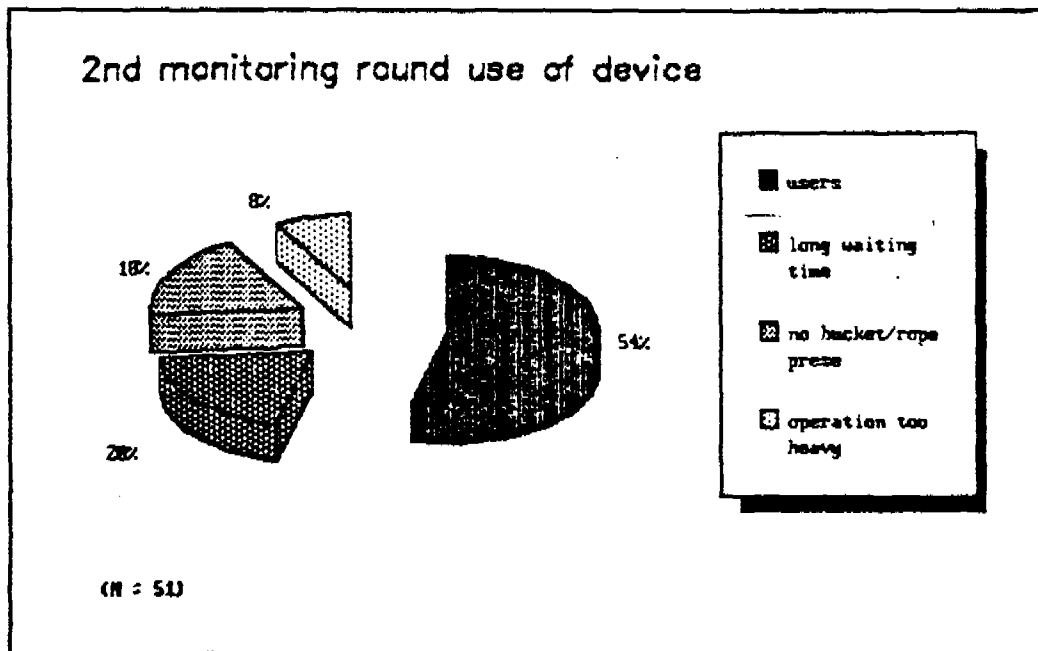 2nd monitoring round use of device
8%
18%
54%
20%
users
long waiting
time
no bucket/rope
prese
operation too
heavy
(N = 51)